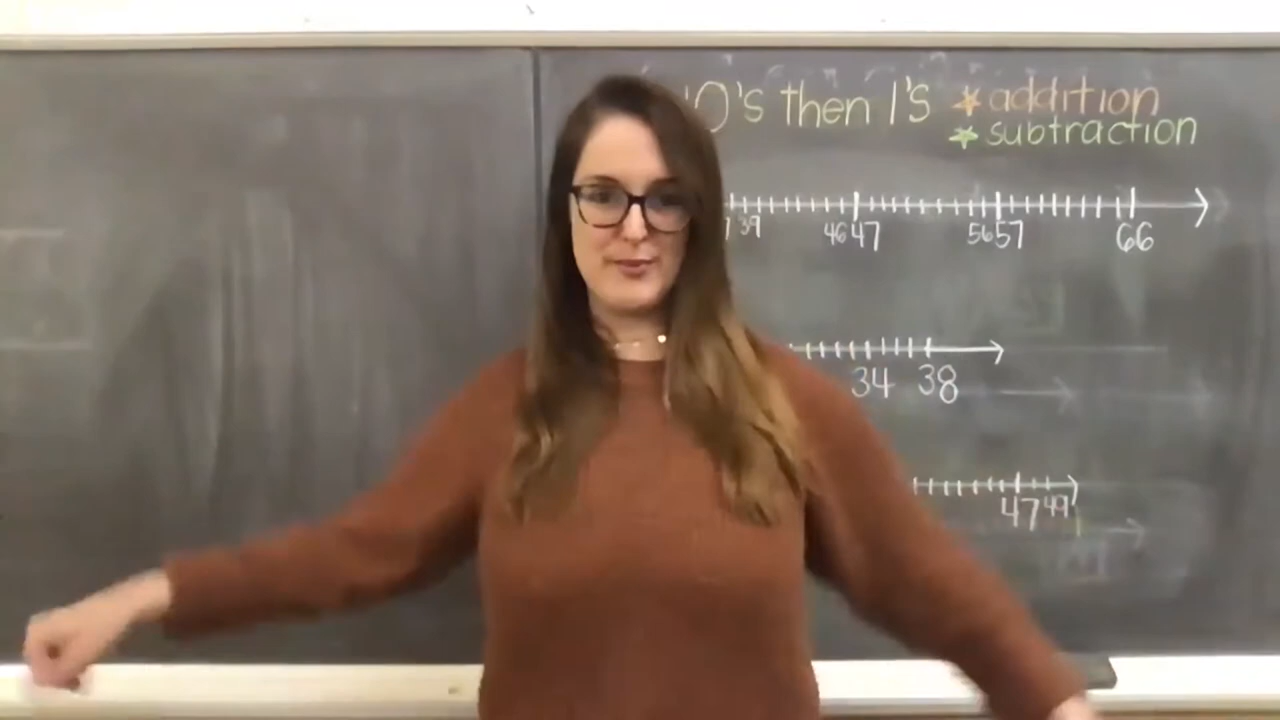 0's then 1's * addition
* subtraction
39 46 47 56 57 66
34 38
47 49